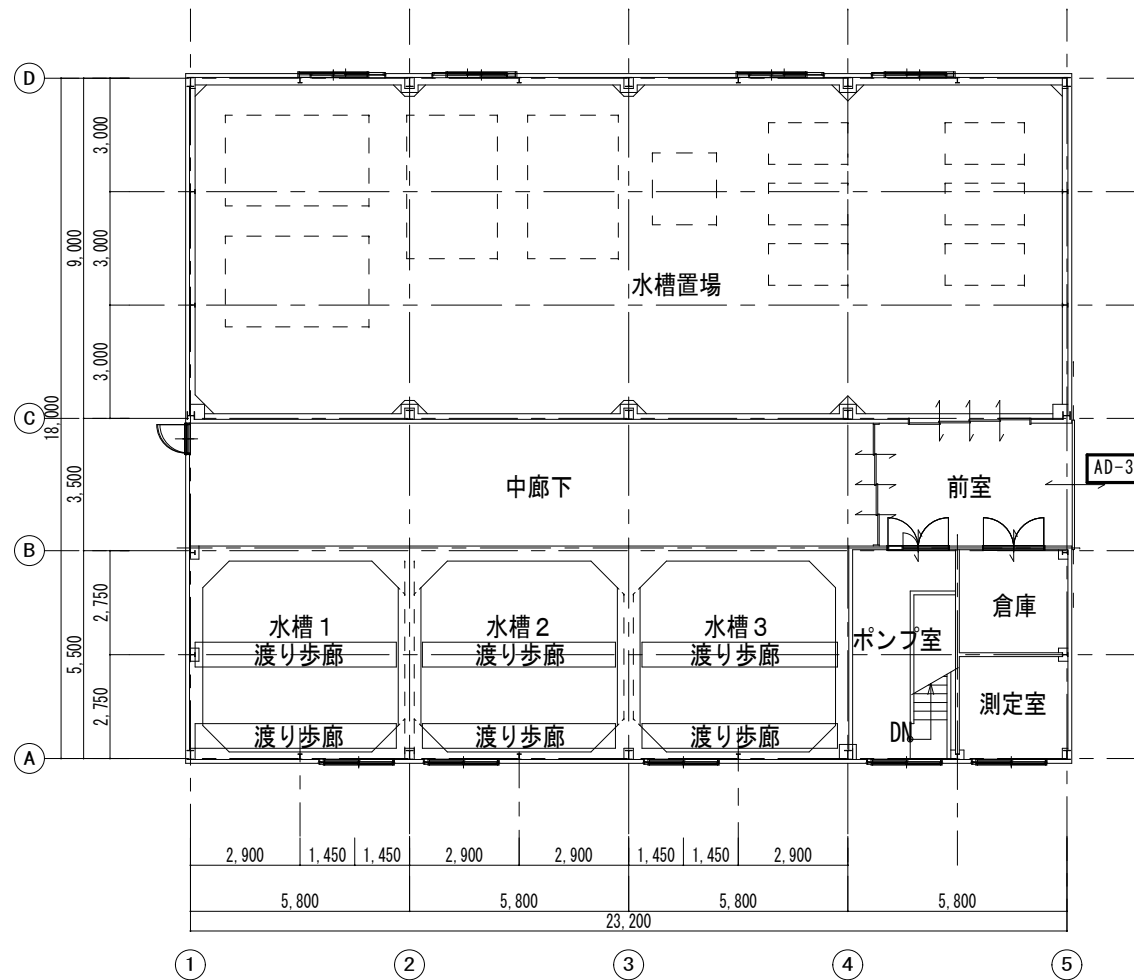 D
3,000
9,000
3,000
水槽置場
3,000
C
18,000
AD-3
3,500
中廊下
前室
B
2,750
倉庫
水槽1
水槽2
水槽3
ポンプ室
渡り歩廊
渡り歩廊
渡り歩廊
5,500
2,750
測定室
DN
渡り歩廊
渡り歩廊
渡り歩廊
A
2,900
1,450
1,450
2,900
2,900
1,450
1,450
2,900
5,800
5,800
5,800
5,800
23,200
1
2
3
4
5